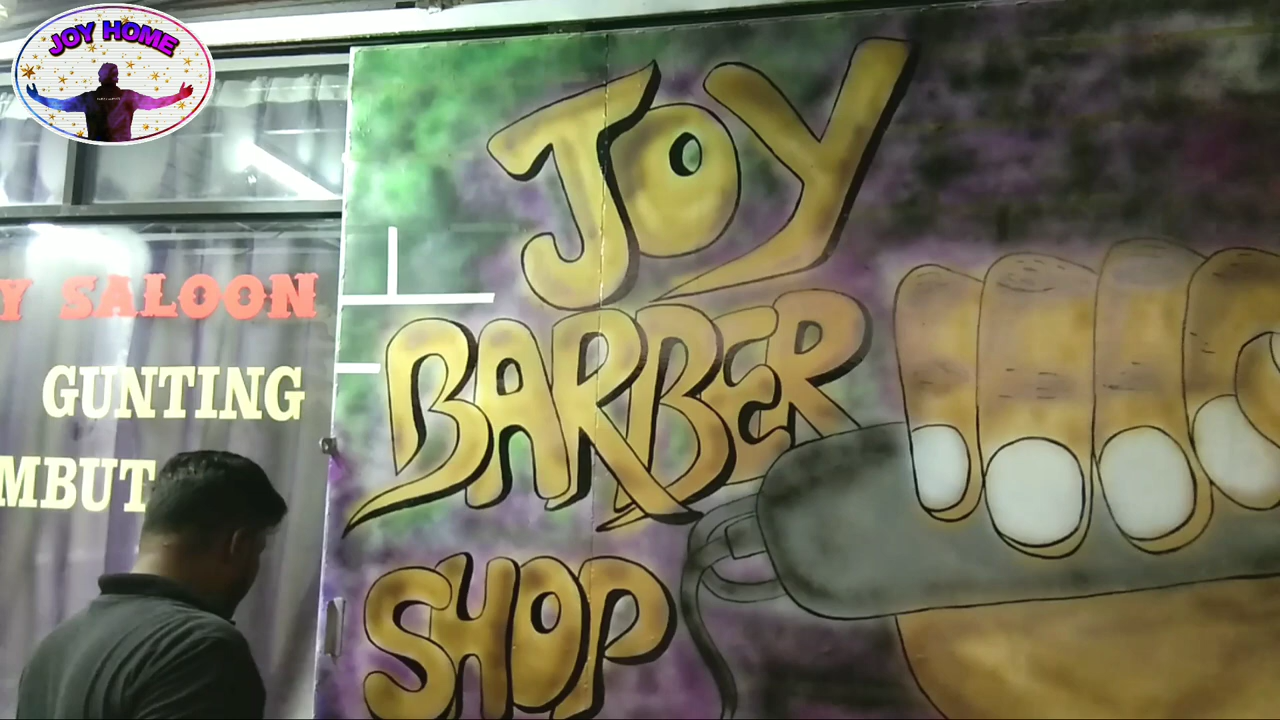 JOY HOME
Y SALOON
GUNTING
MBUT
JOY
BARBER
SHOP